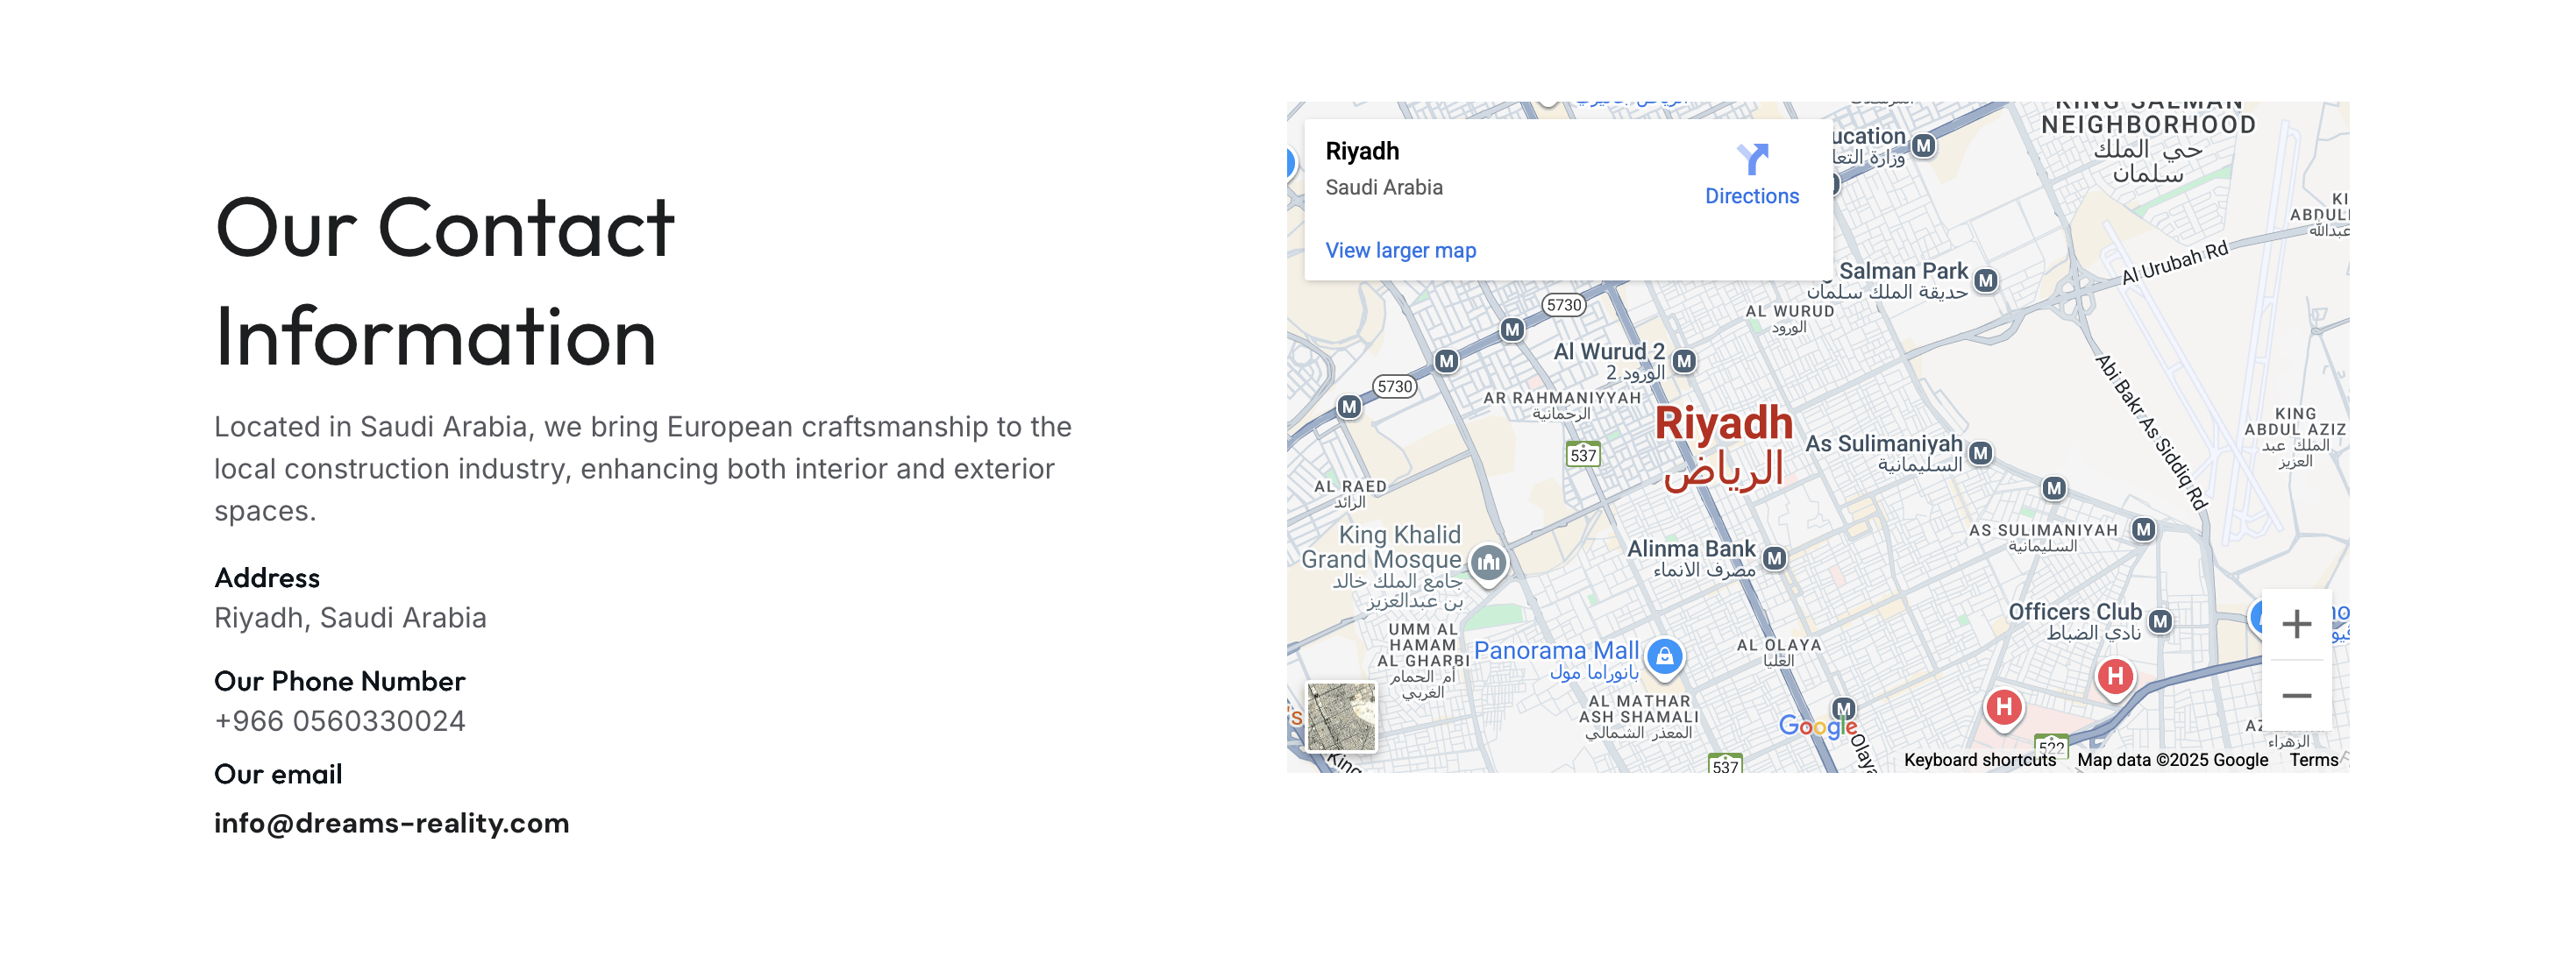 Our Contact
Information
Located in Saudi Arabia, we bring European craftsmanship to the
local construction industry, enhancing both interior and exterior
spaces.
Address
Riyadh, Saudi Arabia
Our Phone Number
+966 0560330024
Our email
info@dreams-reality.com
Riyadh
Saudi Arabia
Directions
View larger map
KING SALMAN
NEIGHBORHOOD
حي الملك
سلمان
ucation
وزارة التعا
Al Urubah Rd
Salman Park
حديقة الملك سلمان
5730
AL WURUD
الورود
Al Wurud 2
الورود 2
5730
AR RAHMANIYYAH
الرحمانية
Abi Bakr As Siddiq Rd
Riyadh
الرياض
KING
ABDUL AZIZ
الملك عبد
العزيز
As Sulimaniyah
السليمانية
537
AL RAED
الرائد
King Khalid
Grand Mosque
جامع الملك خالد
بن عبدالعزيز
AS SULIMANIYAH
السليمانية
Alinma Bank
مصرف الانماء
Officers Club
نادي الضباط
UMM AL
HAMAM
AL GHARBI
أم الحمام
الغربي
Panorama Mall
بانوراما مول
AL OLAYA
العليا
AL MATHAR
ASH SHAMALI
المعذر الشمالي
Google
Olaya
King
537
522
الزهراء
Keyboard shortcuts Map data ©2025 Google Terms